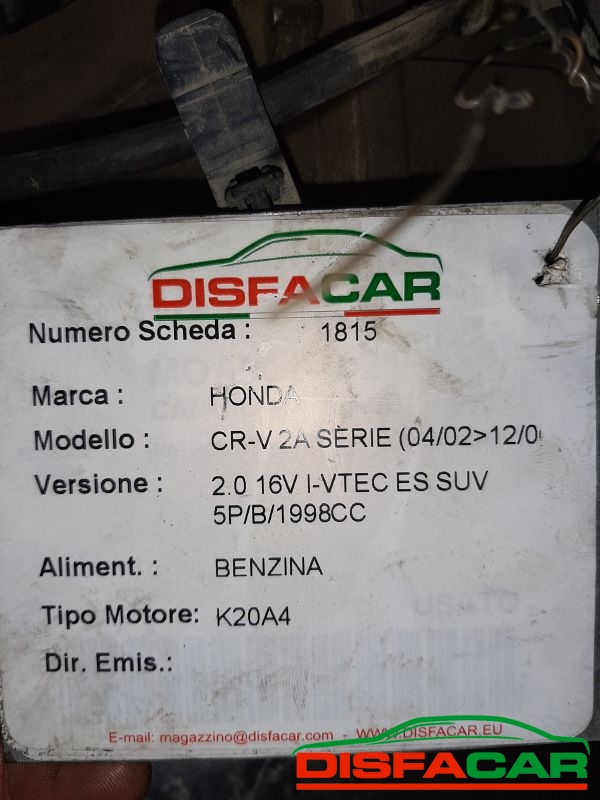 DISFACAR
Numero Scheda : 1815
Marca : HONDA
Modello : CR-V 2A SERIE (04/02>12/0
Versione : 2.0 16V I-VTEC ES SUV
5P/B/1998CC
Aliment. : BENZINA
Tipo Motore: K20A4
Dir. Emis.:
E-mail: magazzino@disfacar.com - WWW.DISFACAR.EU
DISFACAR